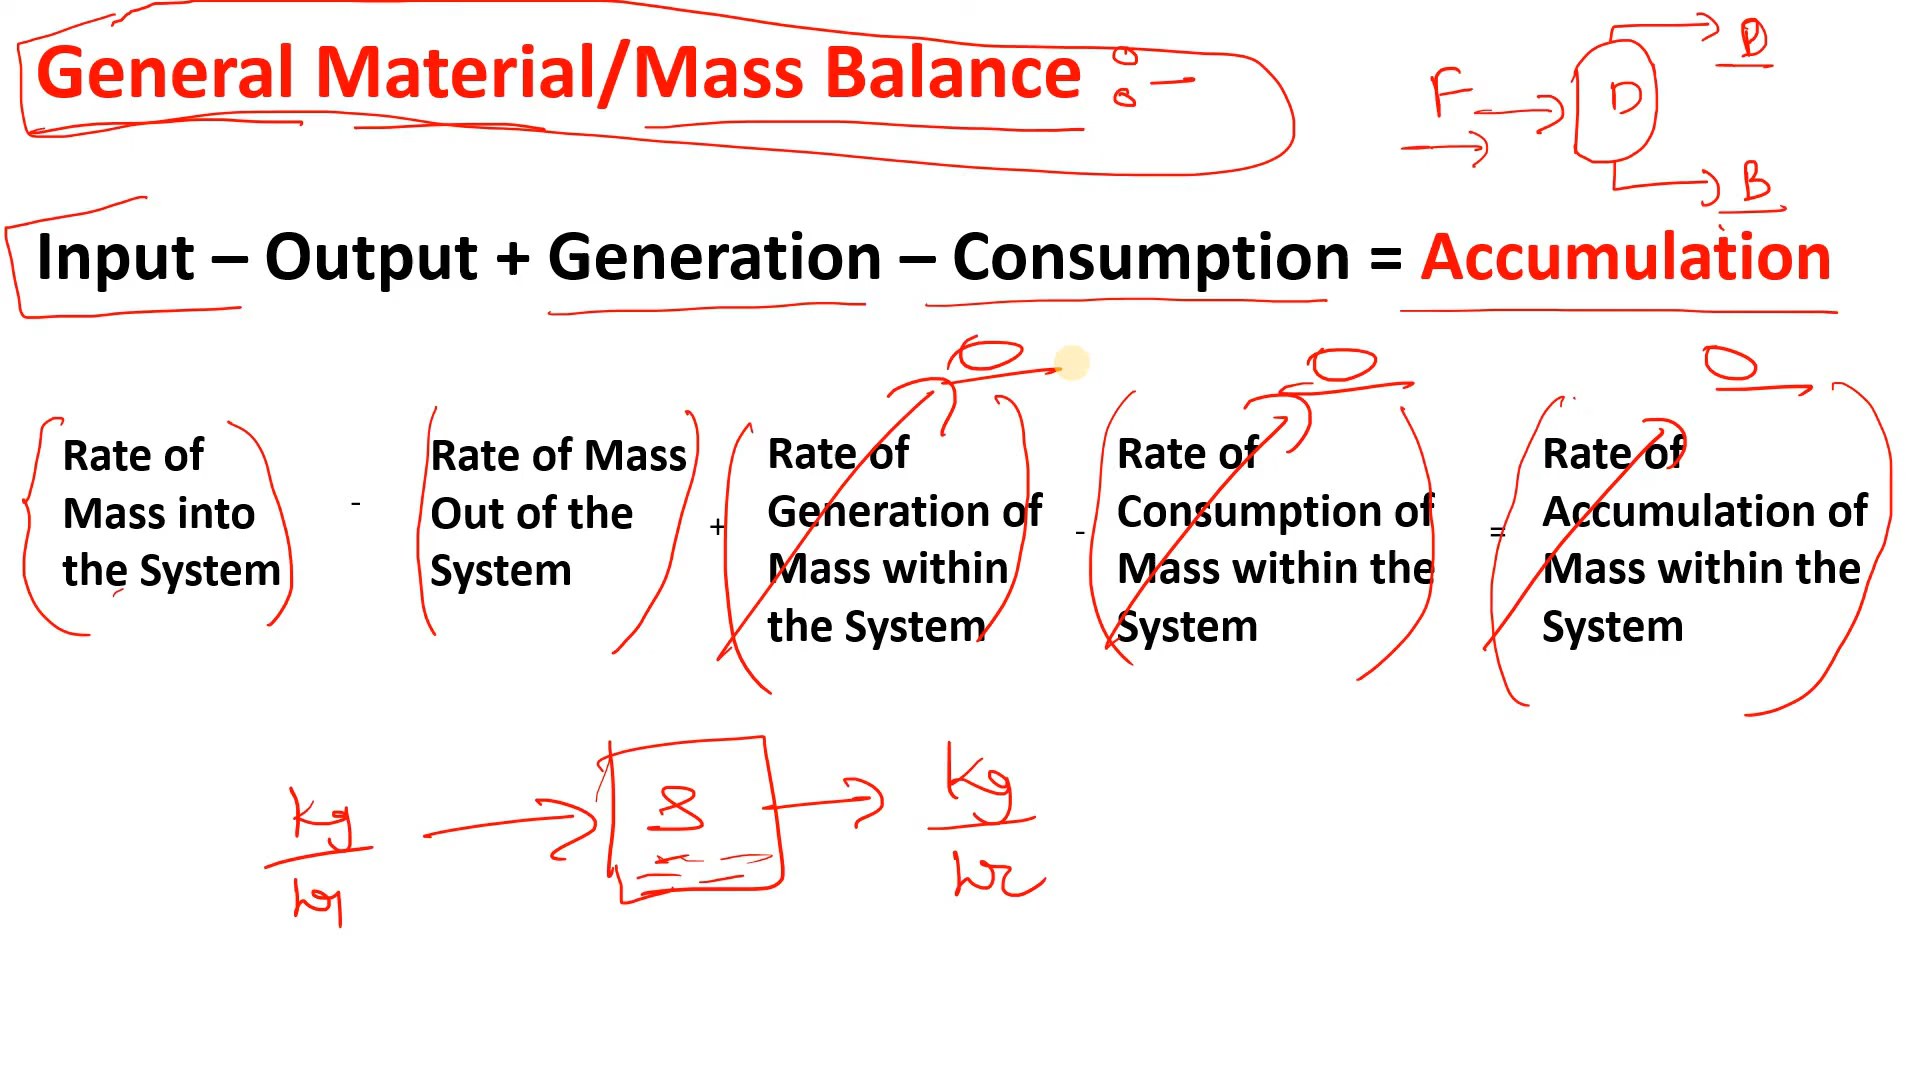 General Material/Mass Balance :-
F
D
D
B
Input – Output + Generation – Consumption = Accumulation
0
0
0
Rate of
Mass into
the System
-
Rate of Mass
Out of the
System
+
Rate of
Generation of
Mass within
the System
-
Rate of
Consumption of
Mass within the
System
=
Rate of
Accumulation of
Mass within the
System
kg
hr
S
kg
hr